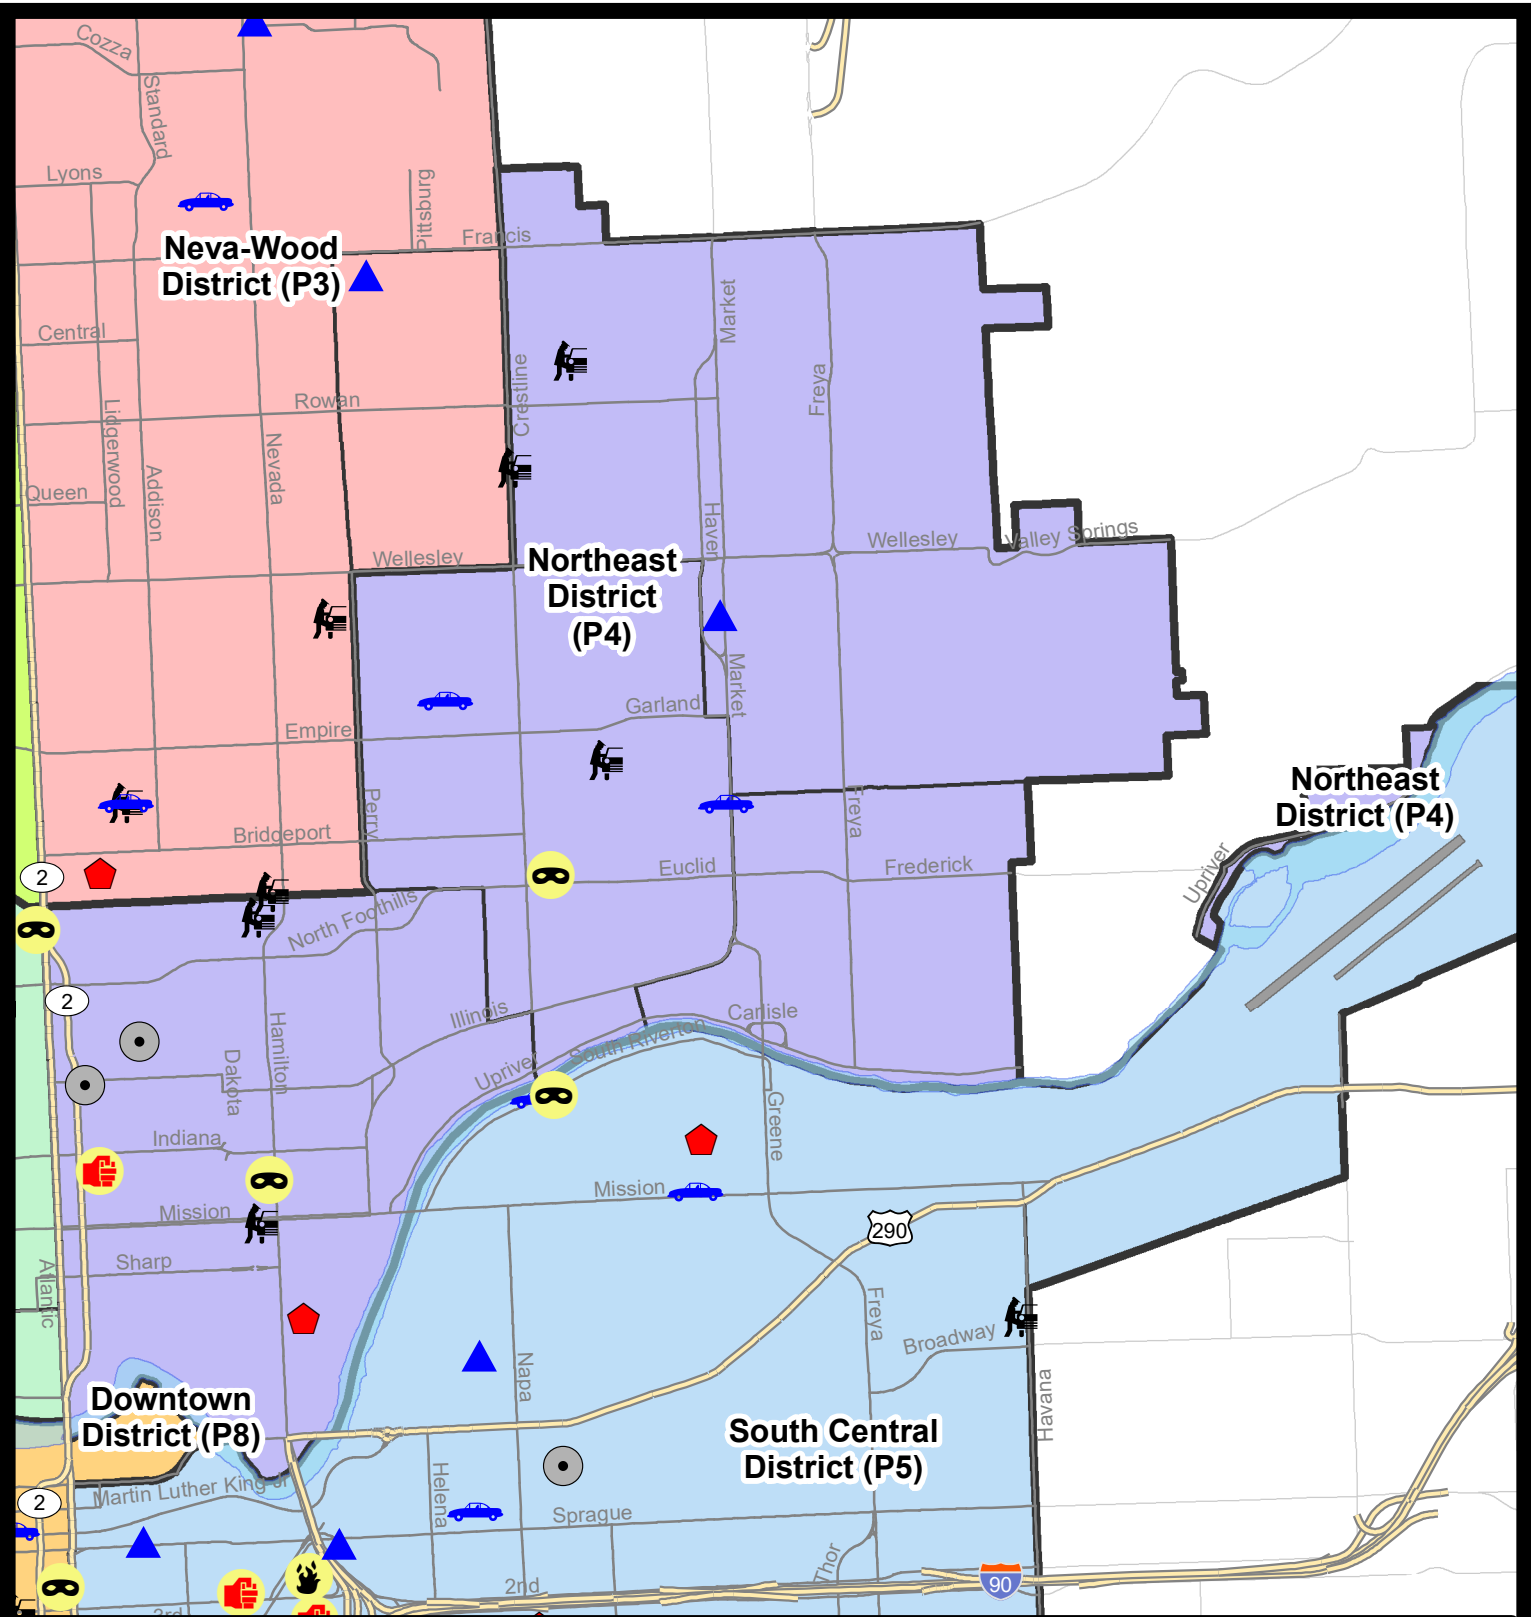 Cozza
Standard
Lyons
Pittsburg
Francis
Neva-Wood
District (P3)
Market
Central
Crestline
Freya
Rowan
Lidgerwood
Nevada
Addison
Queen
Haven
Wellesley
Valley Springs
Wellesley
Northeast
District
(P4)
Market
Garland
Empire
Northeast
District (P4)
Perry
Freya
Bridgeport
Euclid
Frederick
Upriver
2
North Foothills
2
Illinois
Carlisle
South Riverton
Hamilton
Dakota
Upriver
Greene
Indiana
Mission
Mission
290
Sharp
Atlantic
Freya
Broadway
Napa
Havana
Downtown
District (P8)
South Central
District (P5)
Martin Luther King Jr
Helena
2
Sprague
Thor
2nd
90
3rd